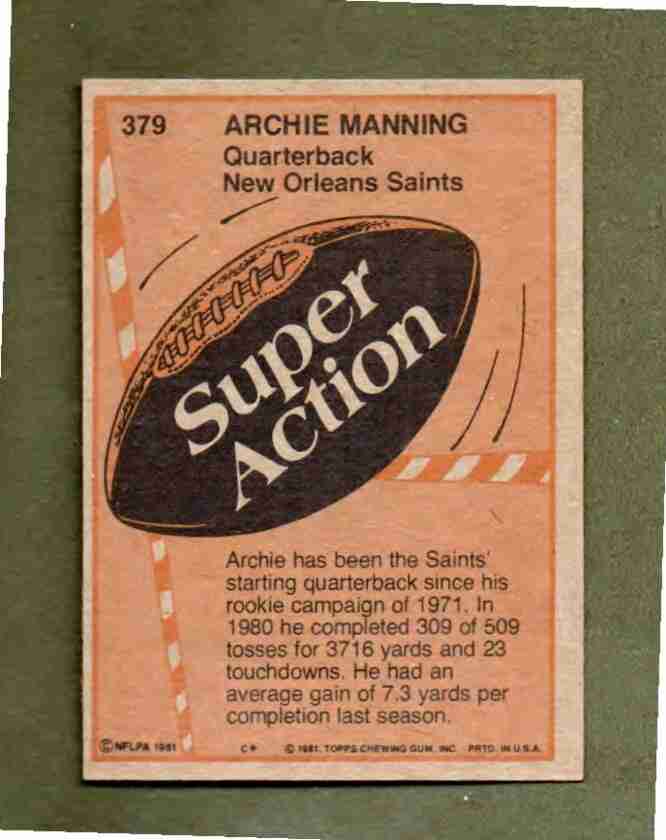 379 ARCHIE MANNING
Quarterback
New Orleans Saints
Super
Action
Archie has been the Saints'
starting quarterback since his
rookie campaign of 1971. In
1980 he completed 309 of 509
tosses for 3716 yards and 23
touchdowns. He had an
average gain of 7.3 yards per
completion last season.
© NFLPA 1981 C* © 1981. TOPPS CHEWING GUM, INC. PRTD. IN U.S.A.